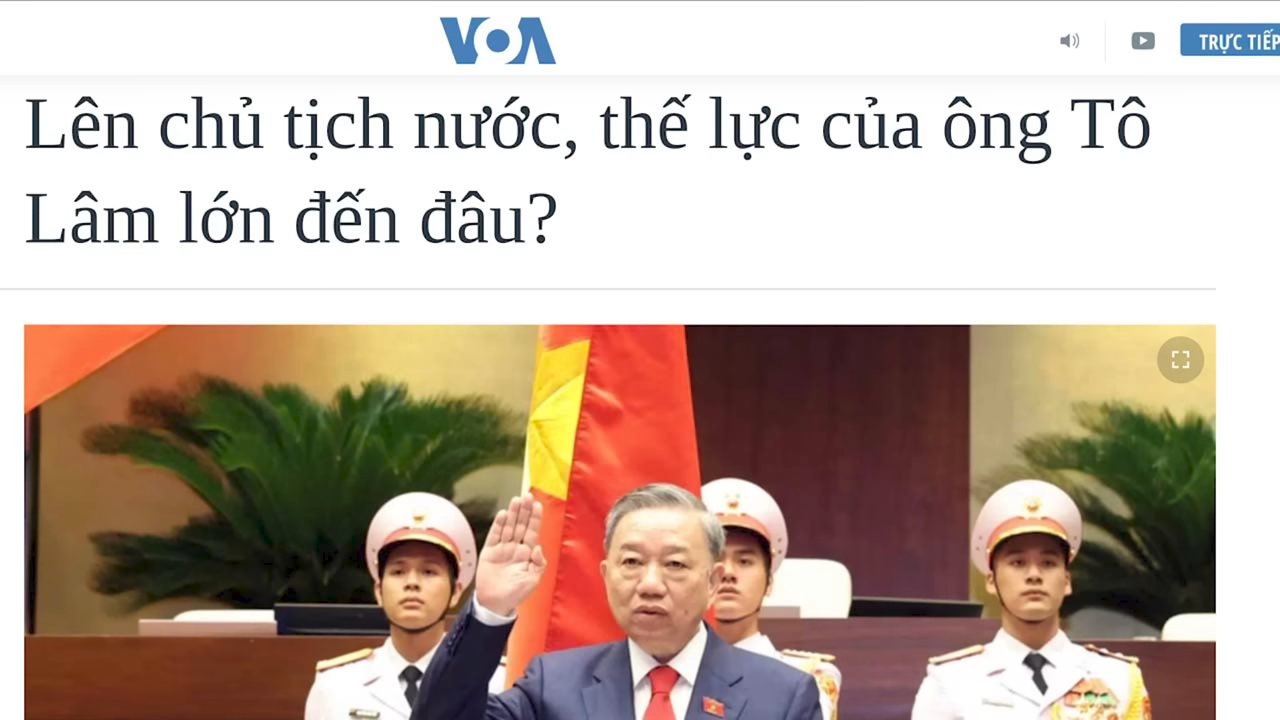 VOA
TRỰC TIẾP
Lên chủ tịch nước, thế lực của ông Tô
Lâm lớn đến đâu?